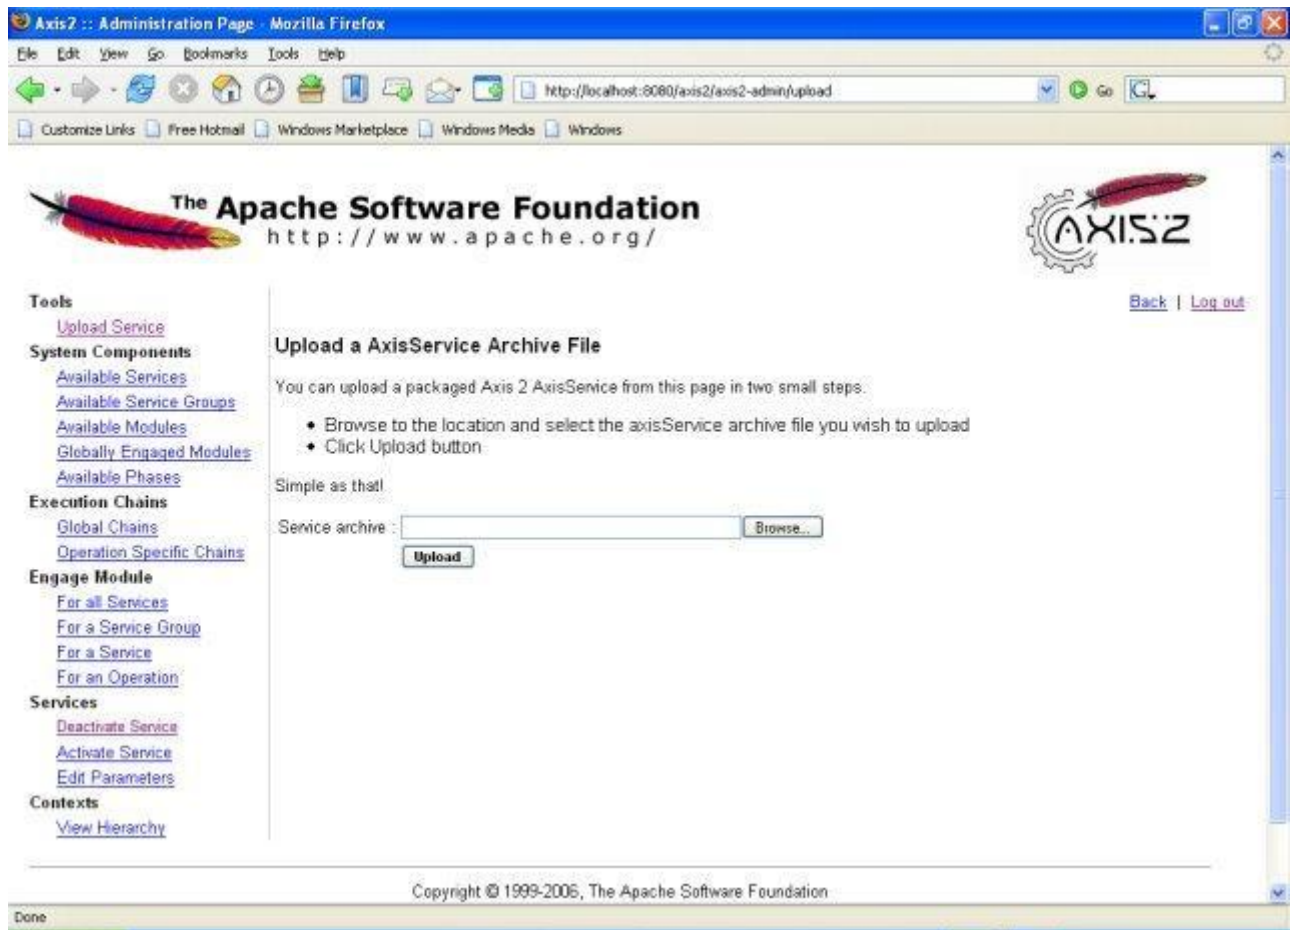 Axis2 :: Administration Page - Mozilla Firefox
File Edit View Go Bookmarks Tools Help
http://localhost:8080/axis2/axis2-admin/upload
Go
G
Customize Links Free Hotmail Windows Marketplace Windows Media Windows
The Apache Software Foundation
http://www.apache.org/
AXIS2
Back | Log out
Tools
Upload Service
System Components
Available Services
Available Service Groups
Available Modules
Globally Engaged Modules
Available Phases
Execution Chains
Global Chains
Operation Specific Chains
Engage Module
For all Services
For a Service Group
For a Service
For an Operation
Services
Deactivate Service
Activate Service
Edit Parameters
Contexts
View Hierarchy
Upload a AxisService Archive File
You can upload a packaged Axis 2 AxisService from this page in two small steps.
• Browse to the location and select the axisService archive file you wish to upload
• Click Upload button
Simple as that!
Service archive :
Browse...
Upload
Copyright © 1999-2006, The Apache Software Foundation
Done